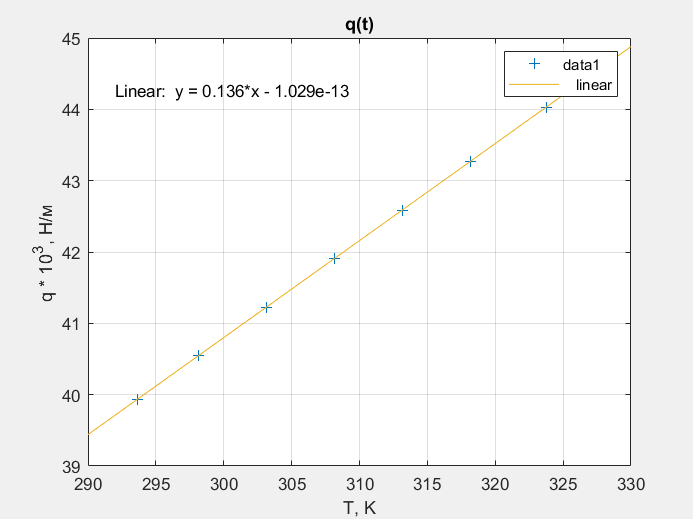 q(t)
45
44
43
42
41
40
39
q * 10^3, Н/м
Linear:  y = 0.136*x - 1.029e-13
data1
linear
290 295 300 305 310 315 320 325 330
T, K